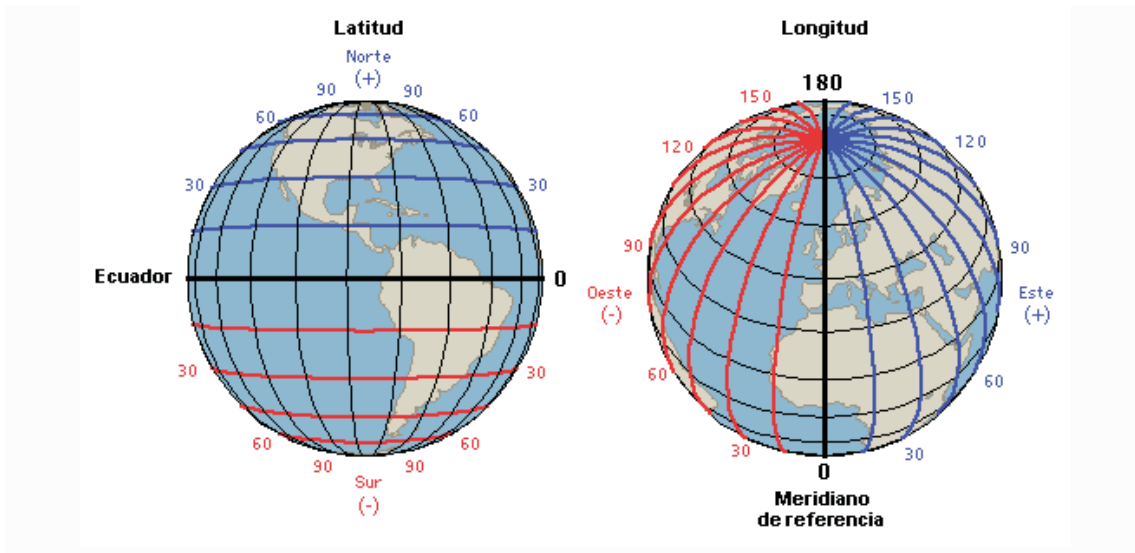 Latitud
Norte
(+)
90 90
60 60
30 30
Ecuador 0
30 30
60 60
90 90
Sur
(-)
Longitud
180
150 150
120 120
90 90
Oeste
(-)
Este
(+)
60 60
30 30
0
Meridiano
de referencia